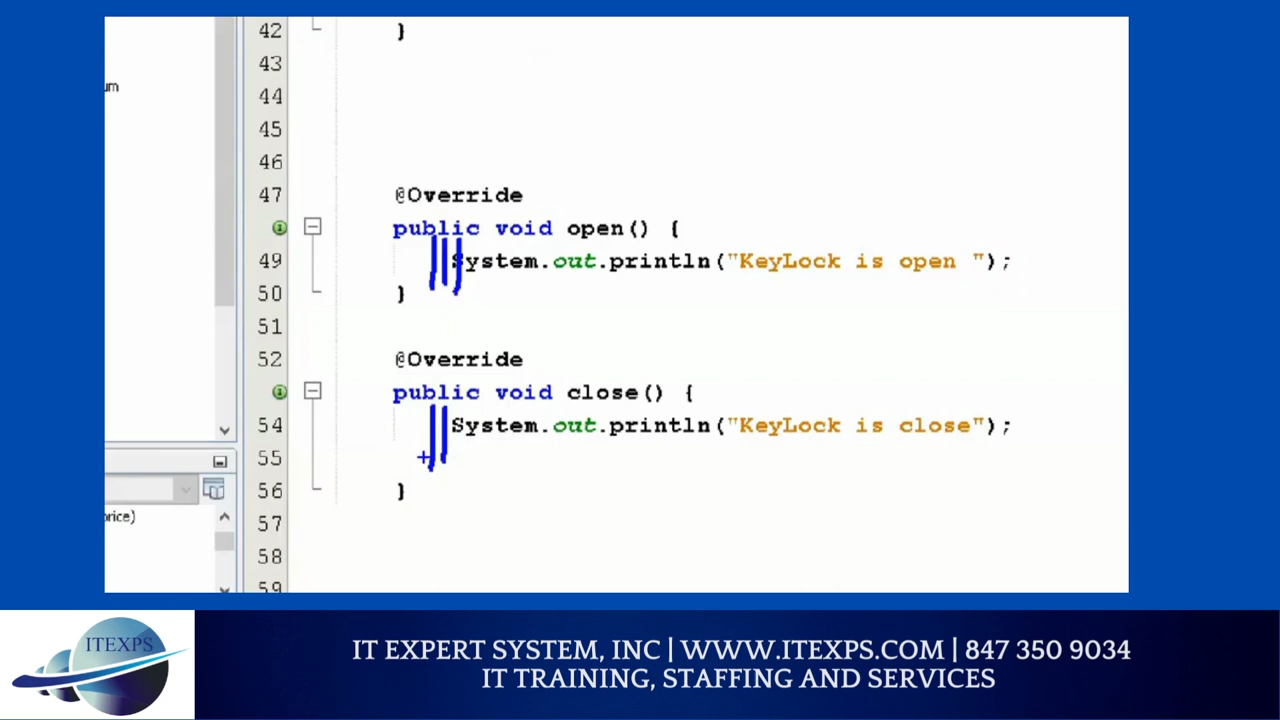 42 }
43
um
44
45
46
47 @Override
public void open() {
49 System.out.println("KeyLock is open ");
50 }
51
52 @Override
public void close() {
54 System.out.println("KeyLock is close");
55
56 }
price)
57
58
59
ITEXPS
IT EXPERT SYSTEM, INC | WWW.ITEXPS.COM | 847 350 9034
IT TRAINING, STAFFING AND SERVICES